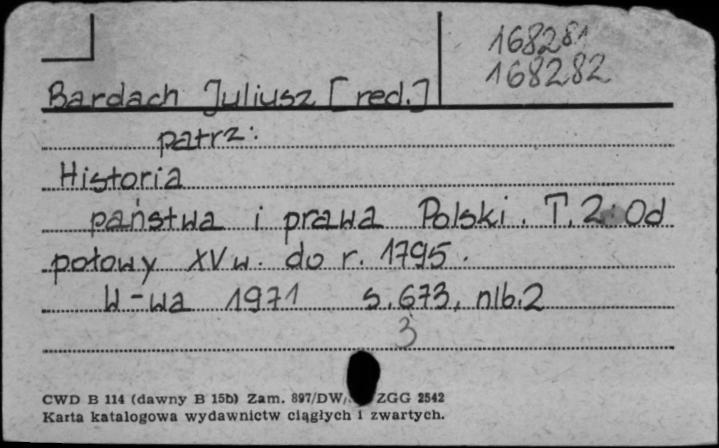 168281
168282
Bardach Juliusz [red.]
patrz:
Historia
państwa i prawa Polski. T. 2: Od
połowy XV w. do r. 1795.
W-wa 1971 s. 673, nlb. 2
3
CWD B 114 (dawny B 15b) Zam. 897/DW/ ZGG 2542
Karta katalogowa wydawnictw ciągłych i zwartych.